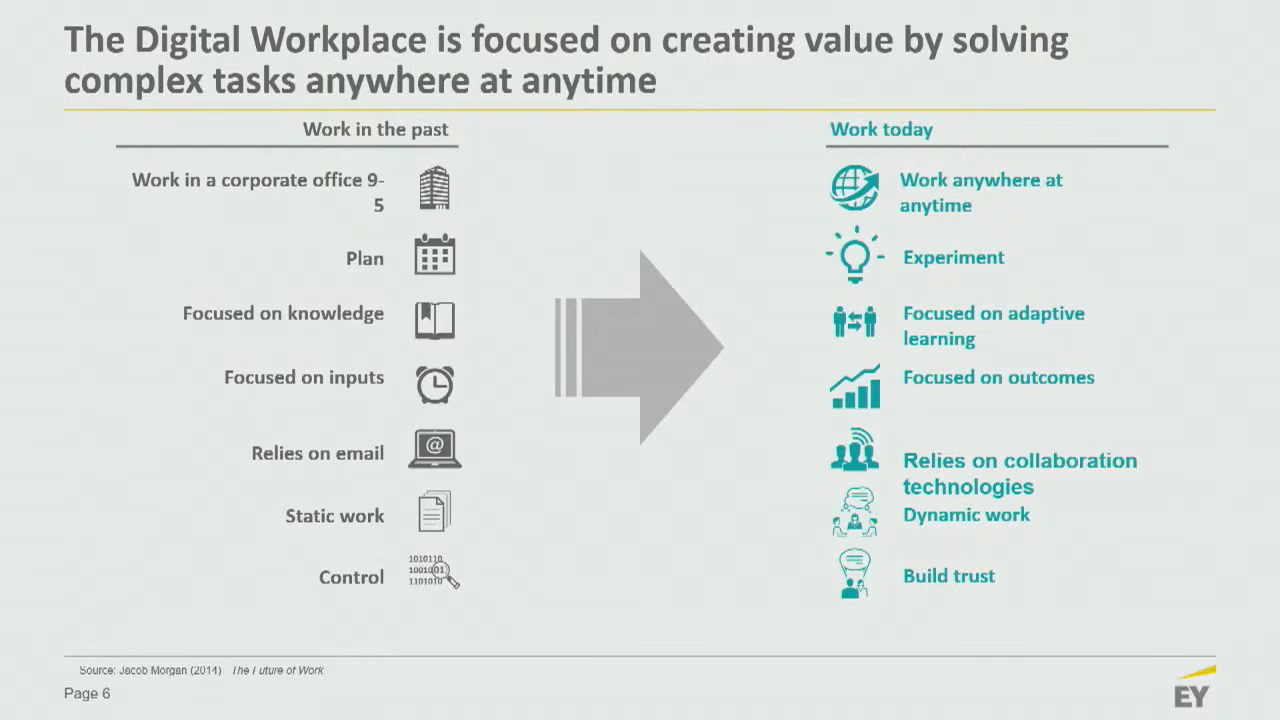 The Digital Workplace is focused on creating value by solving
complex tasks anywhere at anytime
Work in the past
Work in a corporate office 9-
5
Plan
Focused on knowledge
Focused on inputs
Relies on email
@
Static work
Control
1010110
1001001
1101010
Work today
Work anywhere at
anytime
Experiment
Focused on adaptive
learning
Focused on outcomes
Relies on collaboration
technologies
Dynamic work
Build trust
Source: Jacob Morgan (2014) The Future of Work
Page 6
EY